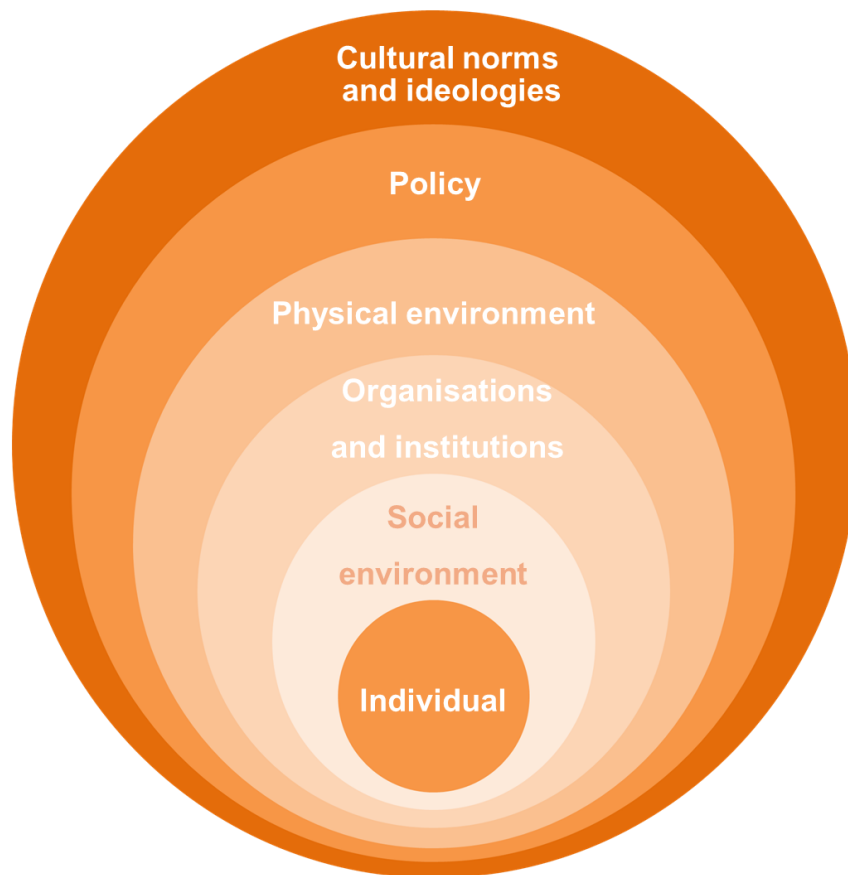 Cultural norms
and ideologies
Policy
Physical environment
Organisations
and institutions
Social
environment
Individual